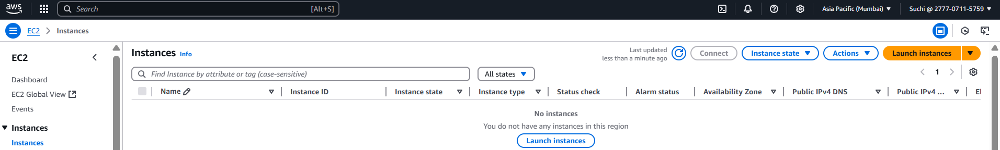 aws
Search [Alt+S]
Asia Pacific (Mumbai)
Suchi @ 2777-0711-5759
EC2 Instances
EC2
Dashboard
EC2 Global View
Events
Instances
Instances
Instances Info
Last updated
less than a minute ago
Connect
Instance state
Actions
Launch instances
Find Instance by attribute or tag (case-sensitive)
All states
1
Name Instance ID Instance state Instance type Status check Alarm status Availability Zone Public IPv4 DNS Public IPv4 ...
No instances
You do not have any instances in this region
Launch instances